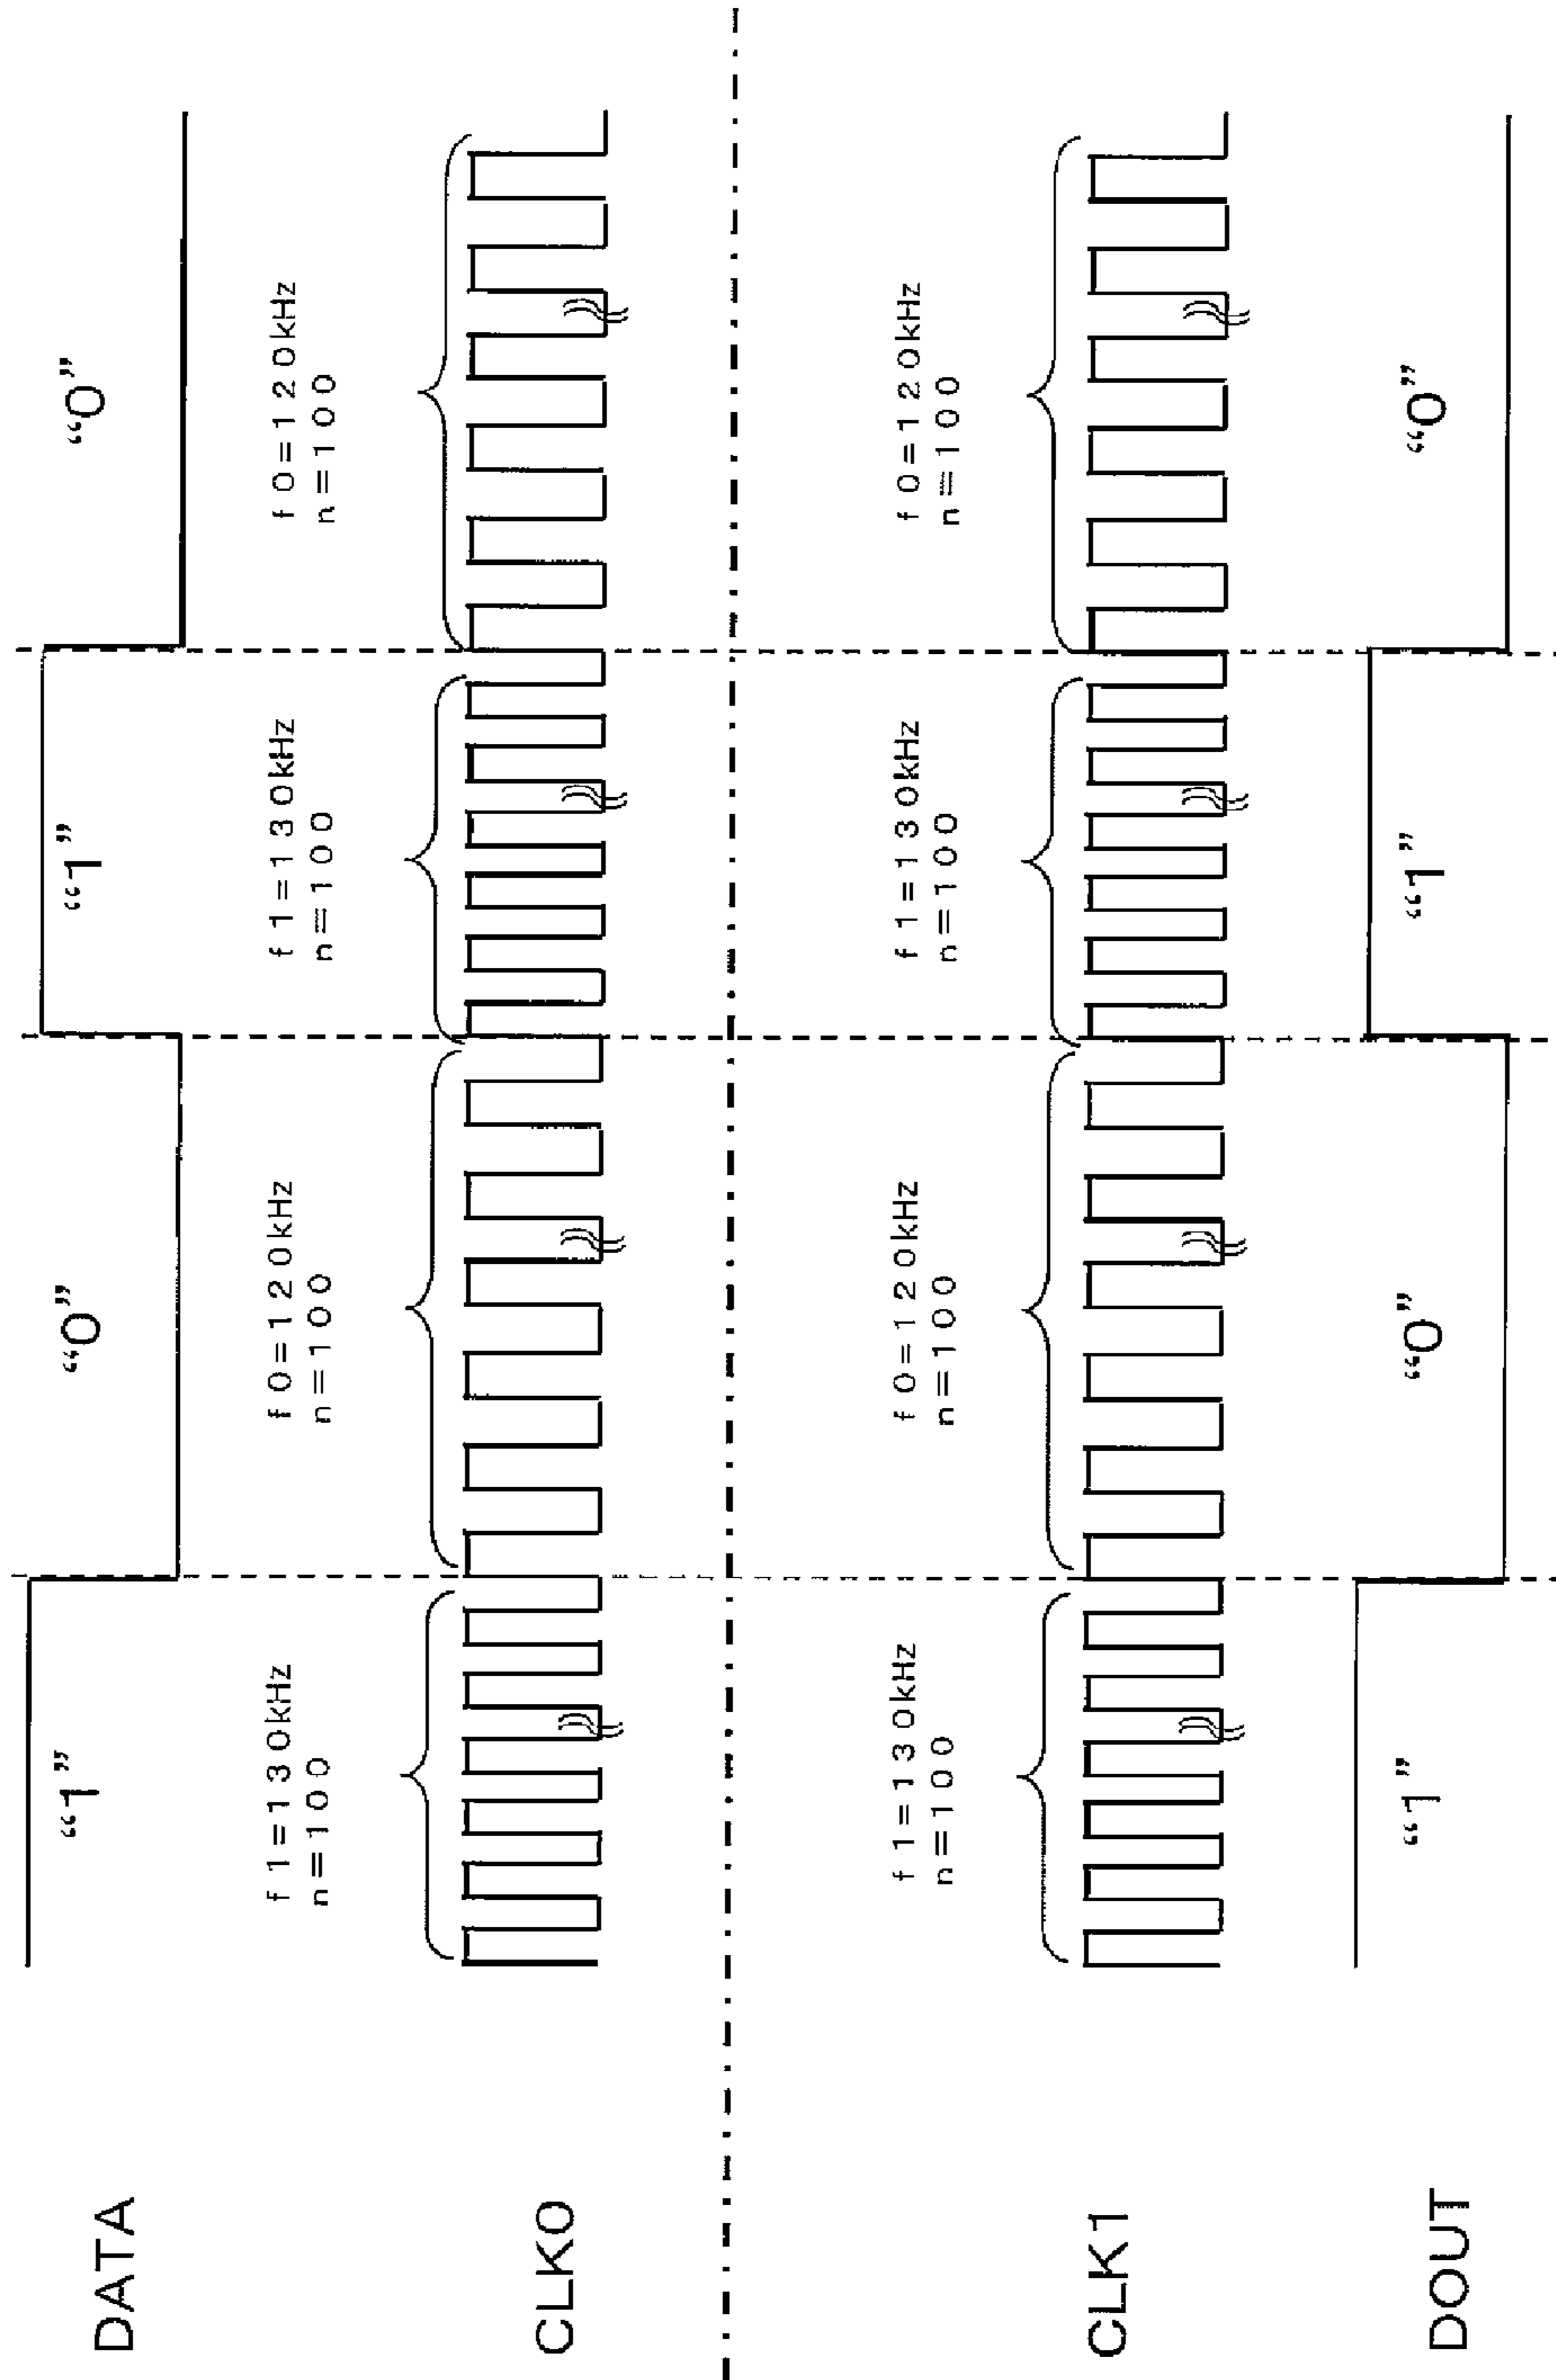 DATA
“1”
“0”
“1”
“0”
f1=130kHz
n=100
f0=120kHz
n=100
f1=130kHz
n=100
f0=120kHz
n=100
CLK0
f1=130kHz
n=100
f0=120kHz
n=100
f1=130kHz
n=100
f0=120kHz
n=100
CLK1
DOUT
“1”
“0”
“1”
“0”